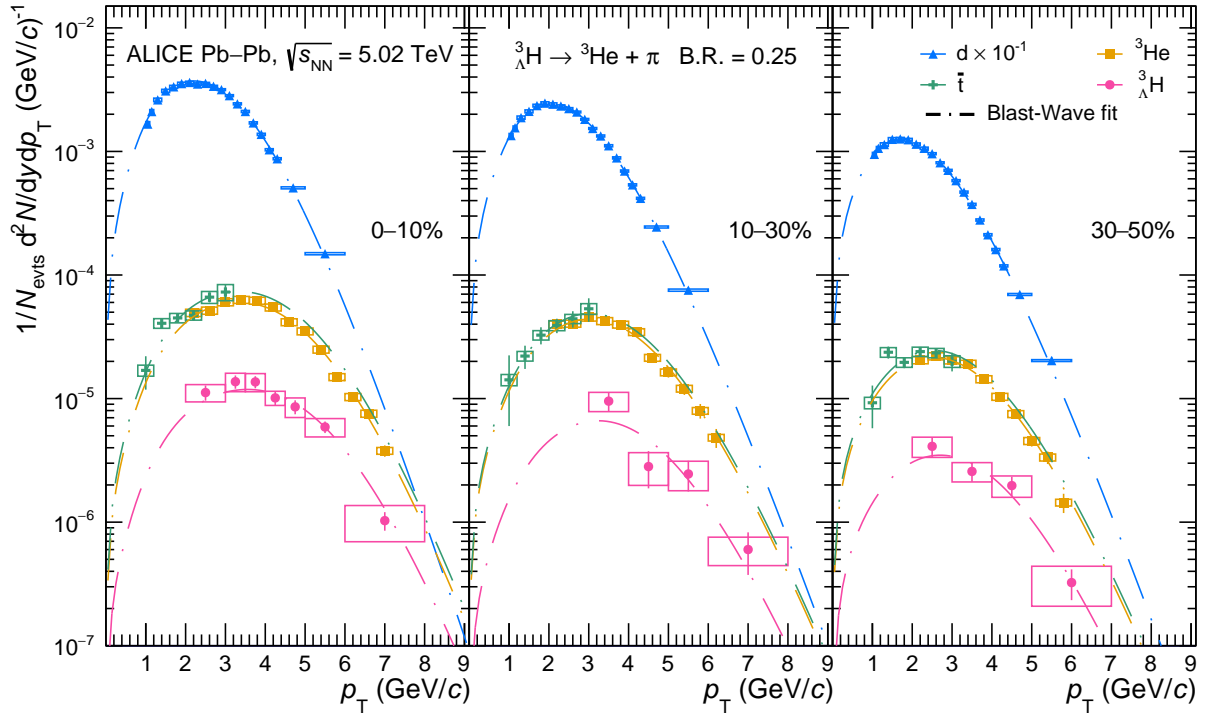 1/N_evts d²N/dydp_T (GeV/c)⁻¹
10⁻²
10⁻³
10⁻⁴
10⁻⁵
10⁻⁶
10⁻⁷
ALICE Pb–Pb, √s_NN = 5.02 TeV
0–10%
³_ΛH → ³He + π B.R. = 0.25
10–30%
d × 10⁻¹
³He
t̄
³_ΛH
Blast-Wave fit
30–50%
1 2 3 4 5 6 7 8 9
1 2 3 4 5 6 7 8 9
1 2 3 4 5 6 7 8 9
p_T (GeV/c)
p_T (GeV/c)
p_T (GeV/c)